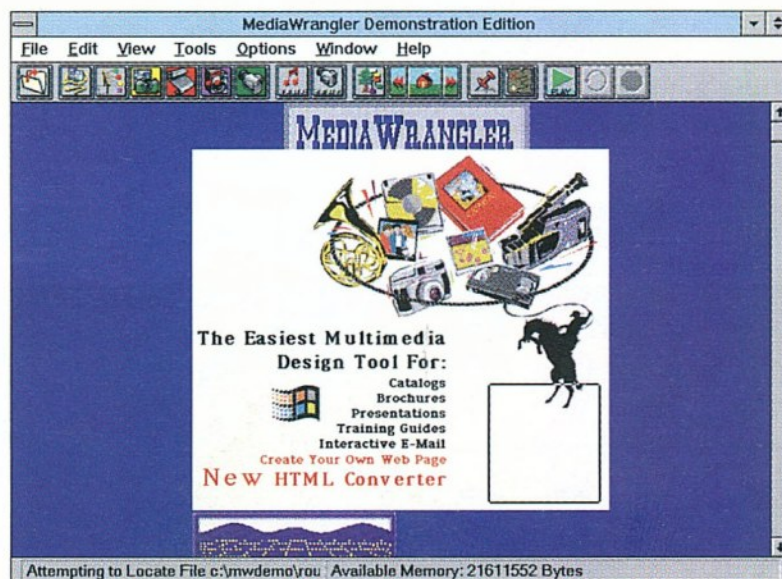 MediaWrangler Demonstration Edition
File Edit View Tools Options Window Help
PLAY
MEDIAWRANGLER
The Easiest Multimedia
Design Tool For:
Catalogs
Brochures
Presentations
Training Guides
Interactive E-Mail
Create Your Own Web Page
New HTML Converter
Attempting to Locate File c:\mwdemo\rou Available Memory: 21611552 Bytes